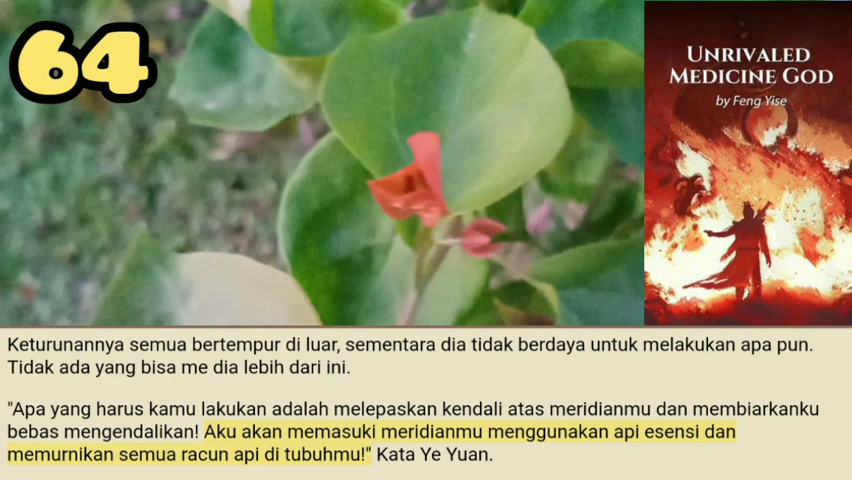 64
UNRIVALED
MEDICINE GOD
by Feng Yise
Keturunannya semua bertempur di luar, sementara dia tidak berdaya untuk melakukan apa pun.
Tidak ada yang bisa me dia lebih dari ini.
"Apa yang harus kamu lakukan adalah melepaskan kendali atas meridianmu dan membiarkanku
bebas mengendalikan! Aku akan memasuki meridianmu menggunakan api esensi dan
memurnikan semua racun api di tubuhmu!" Kata Ye Yuan.